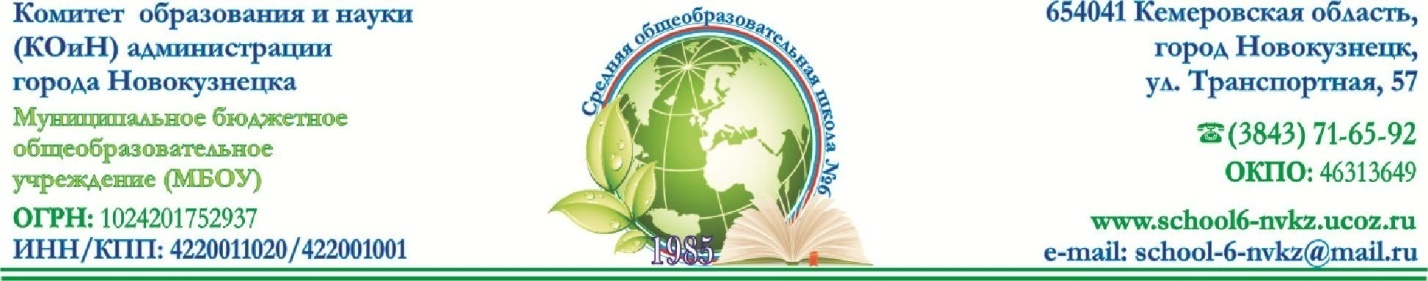 Комитет образования и науки
(КОиН) администрации
города Новокузнецка
Муниципальное бюджетное
общеобразовательное
учреждение (МБОУ)
ОГРН: 1024201752937
ИНН/КПП: 4220011020/422001001
Средняя общеобразовательная школа №6
1985
654041 Кемеровская область,
город Новокузнецк,
ул. Транспортная, 57
☎(3843) 71-65-92
ОКПО: 46313649
www.school6-nvkz.ucoz.ru
e-mail: school-6-nvkz@mail.ru